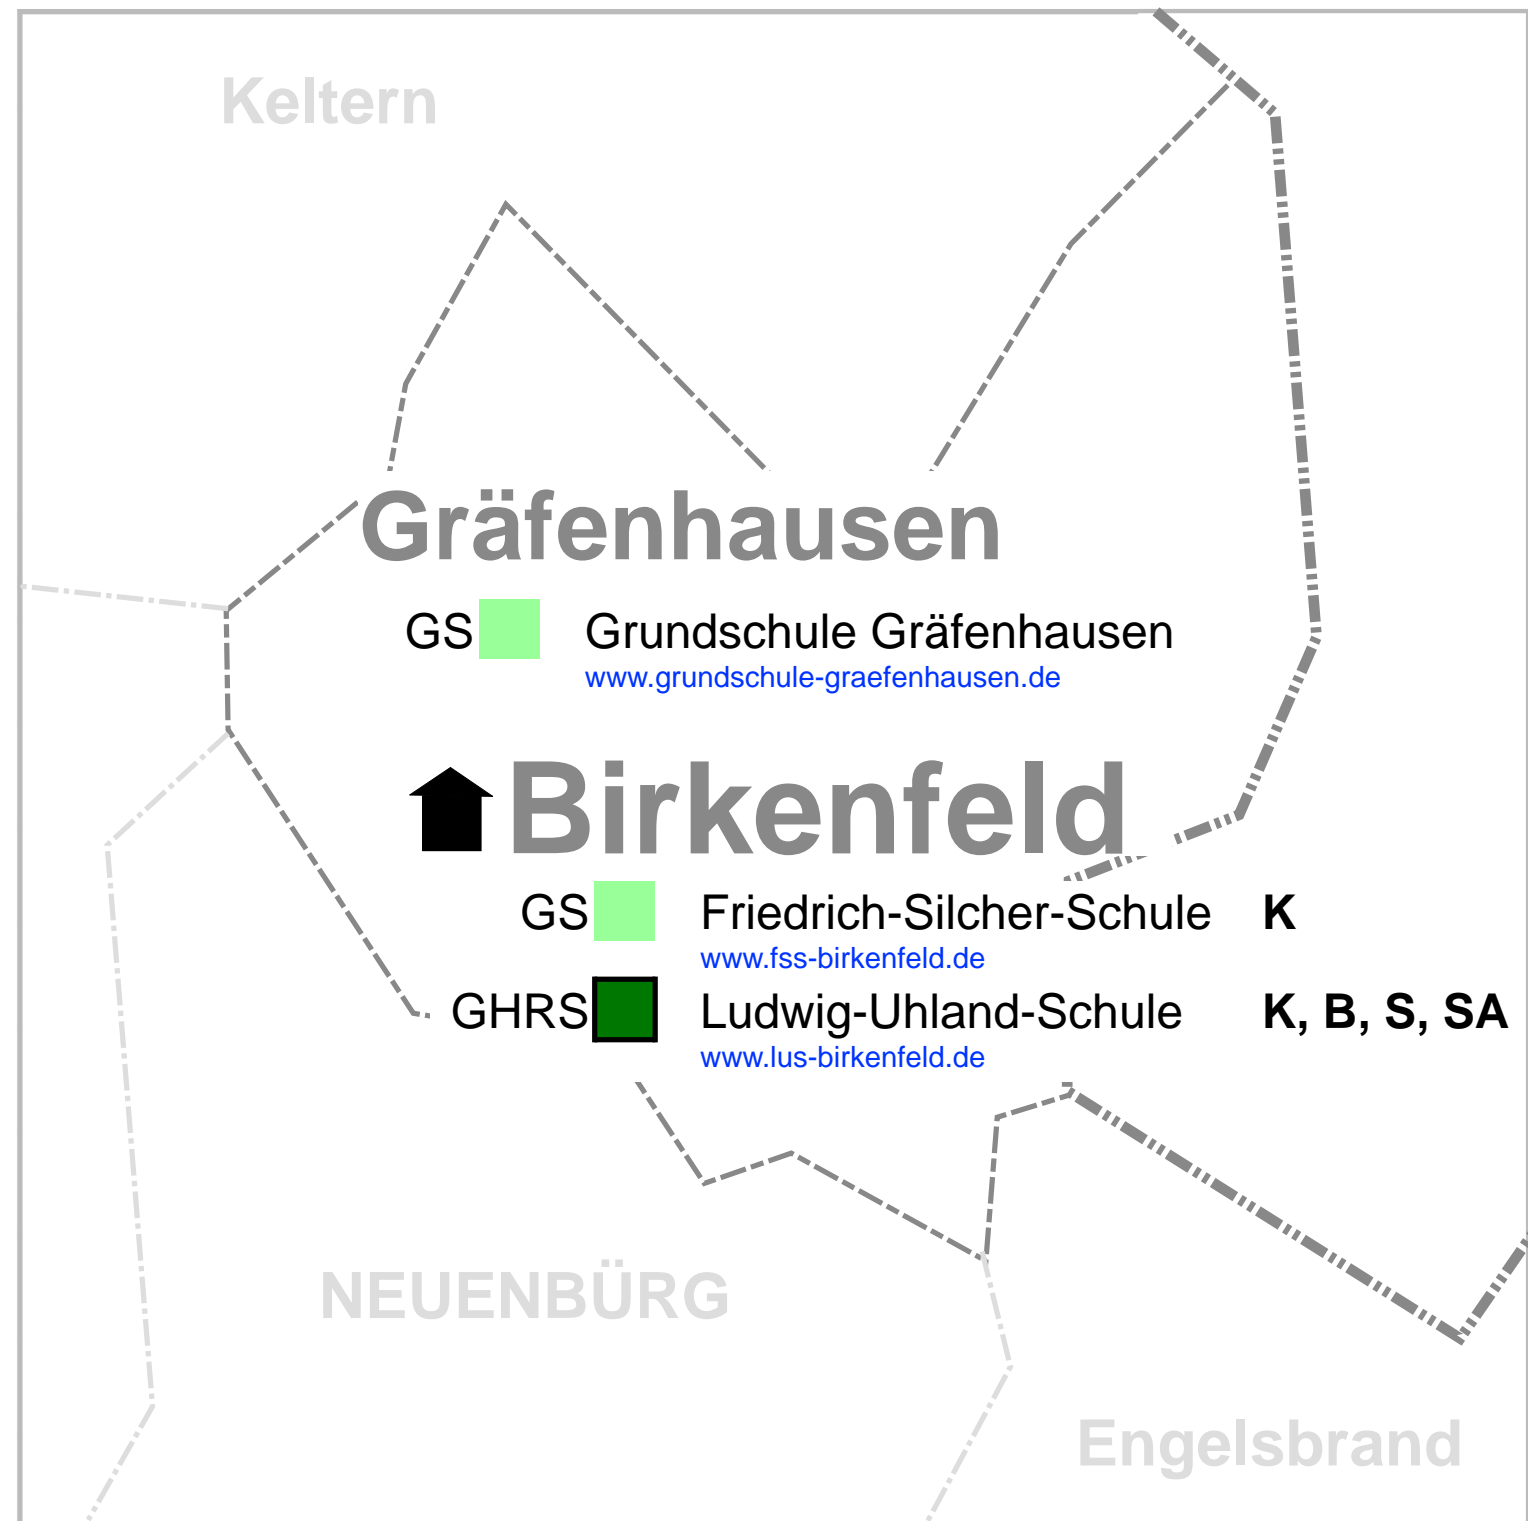 Keltern
Gräfenhausen
GS Grundschule Gräfenhausen
www.grundschule-graefenhausen.de
Birkenfeld
GS Friedrich-Silcher-Schule K
www.fss-birkenfeld.de
GHRS Ludwig-Uhland-Schule K, B, S, SA
www.lus-birkenfeld.de
NEUENBÜRG
Engelsbrand